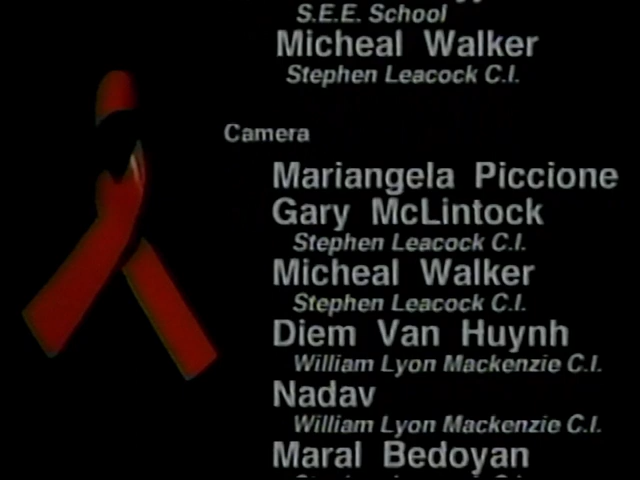 S.E.E. School
Micheal Walker
Stephen Leacock C.I.
Camera
Mariangela Piccione
Gary McLintock
Stephen Leacock C.I.
Micheal Walker
Stephen Leacock C.I.
Diem Van Huynh
William Lyon Mackenzie C.I.
Nadav
William Lyon Mackenzie C.I.
Maral Bedoyan